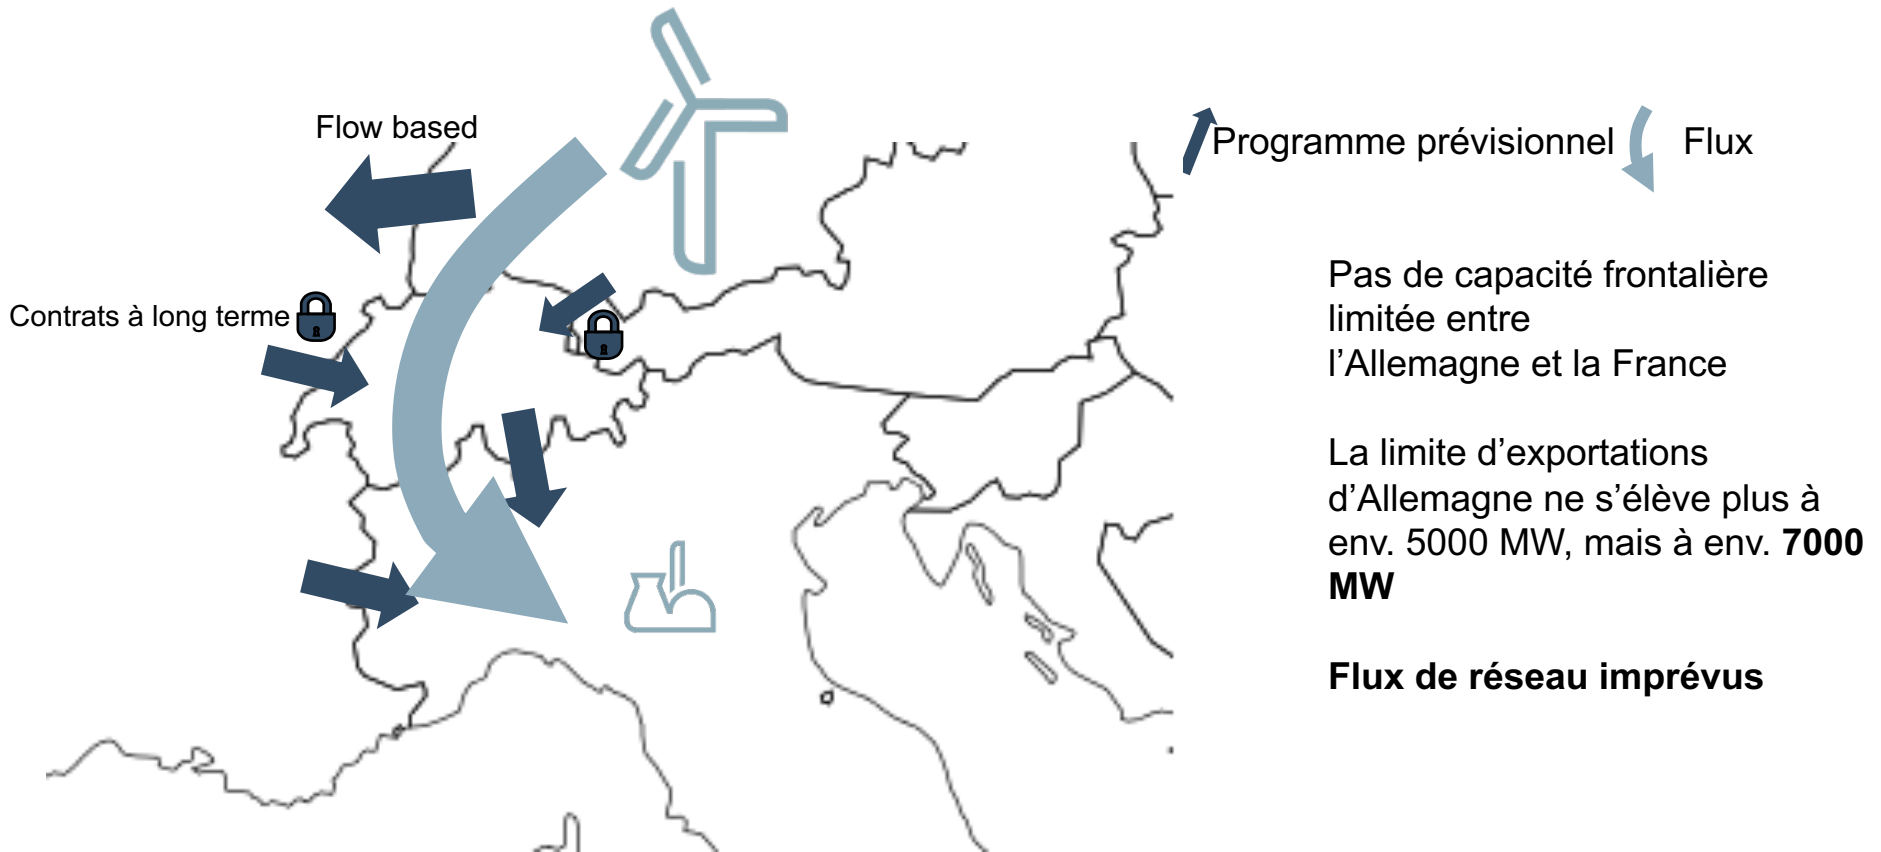 Flow based
Programme prévisionnel
Flux
Contrats à long terme
Pas de capacité frontalière
limitée entre
l’Allemagne et la France
La limite d’exportations
d’Allemagne ne s’élève plus à
env. 5000 MW, mais à env. 7000
MW
Flux de réseau imprévus